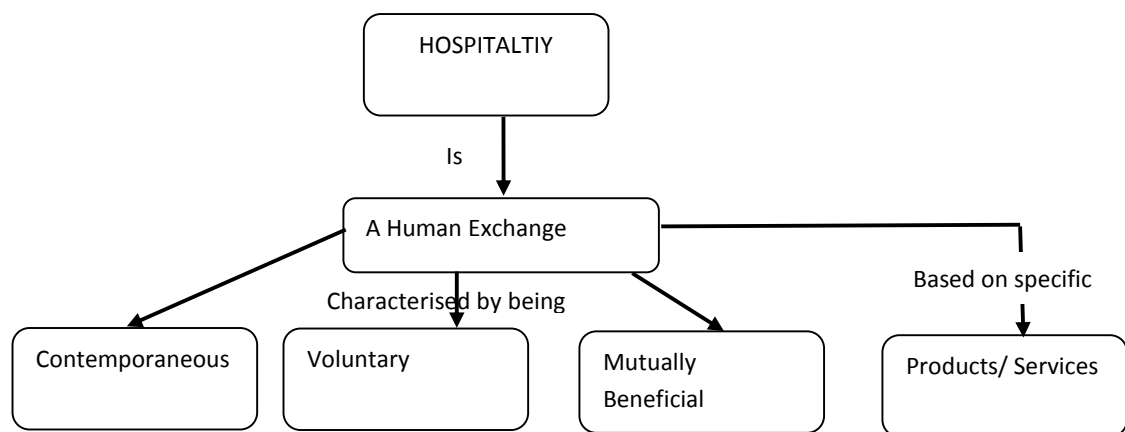 HOSPITALTIY
Is
A Human Exchange
Based on specific
Characterised by being
Contemporaneous
Voluntary
Mutually
Beneficial
Products/ Services